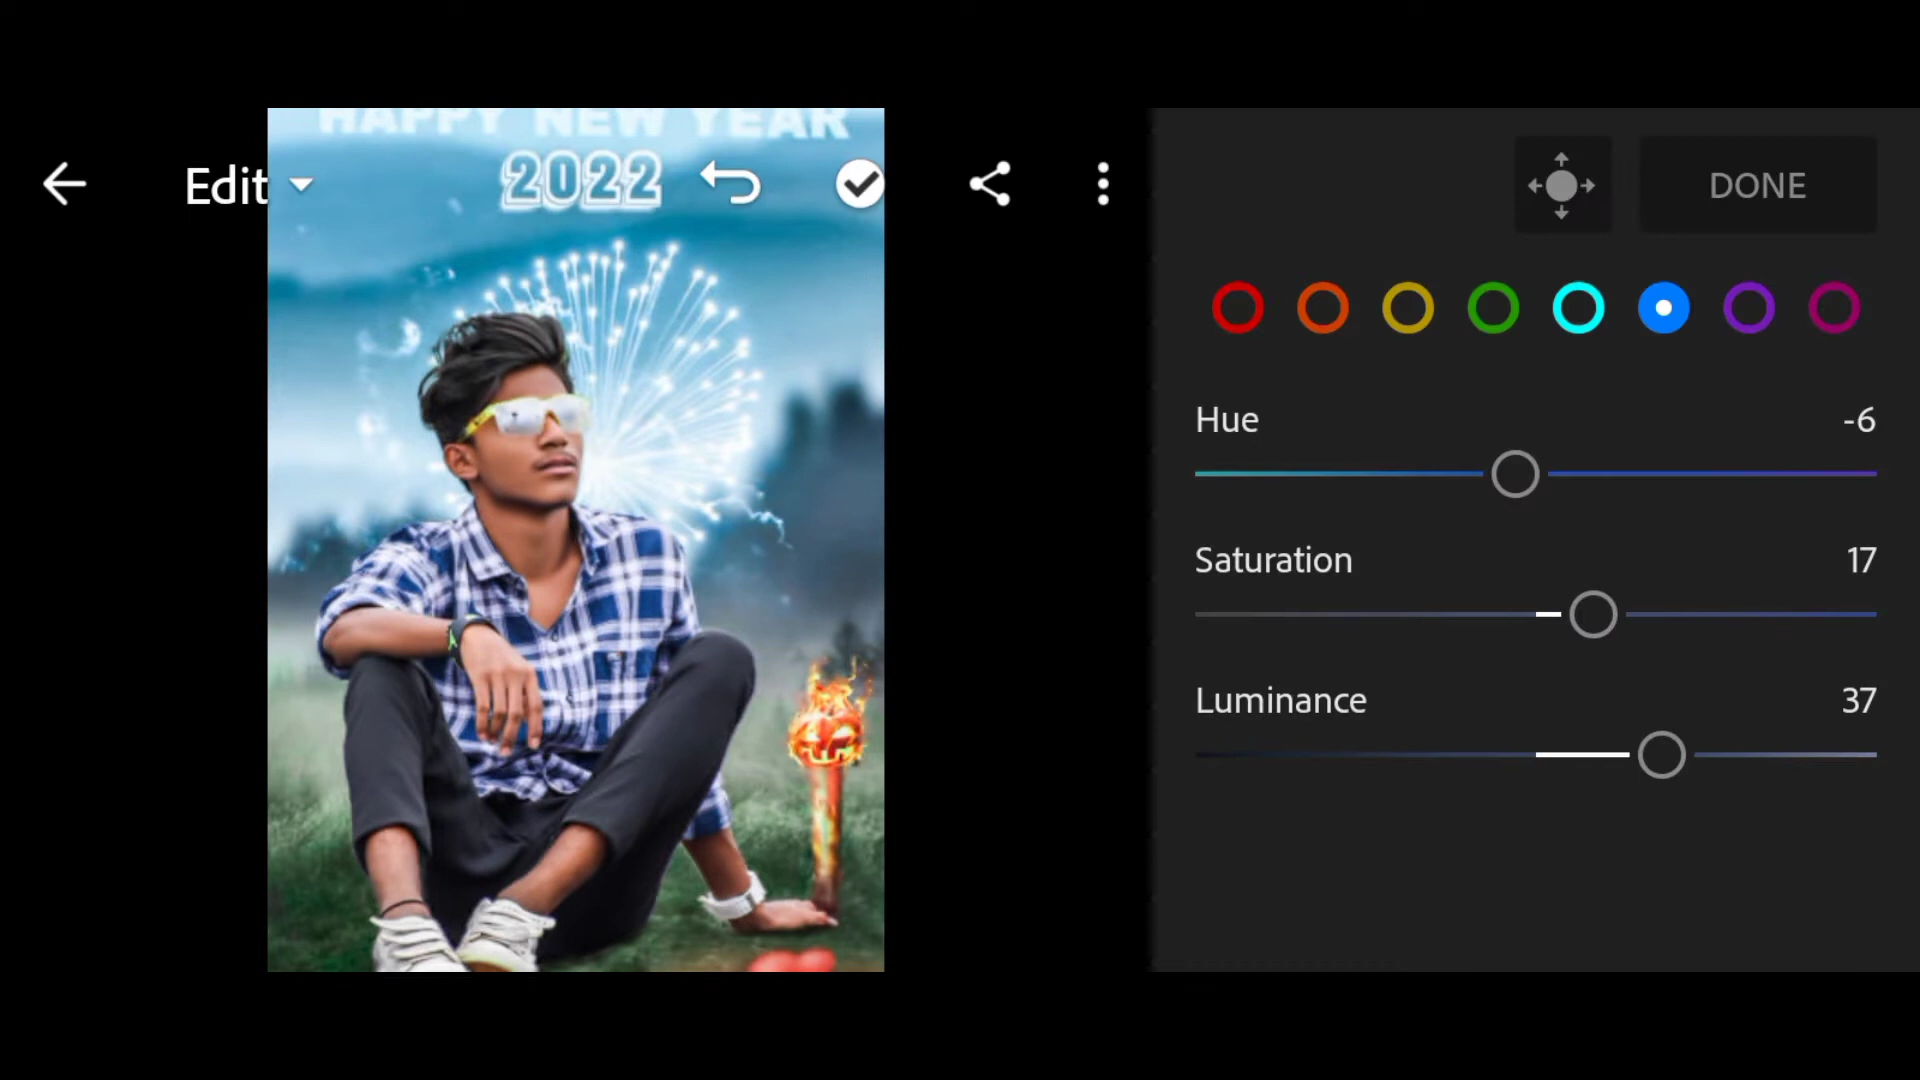 HAPPY NEW YEAR
2022
Edit
DONE
Hue -6
Saturation 17
Luminance 37